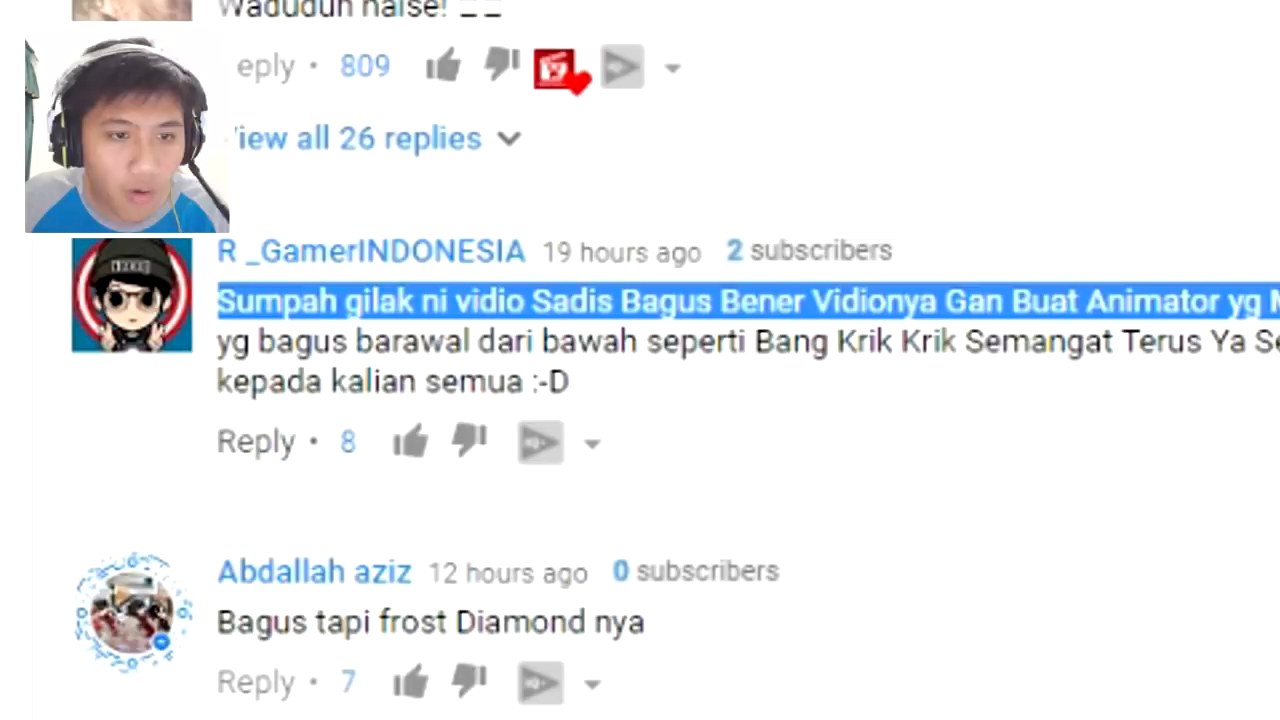 Waduduh naise! _ _
eply · 809
iew all 26 replies
R _GamerINDONESIA 19 hours ago 2 subscribers
Sumpah gilak ni vidio Sadis Bagus Bener Vidionya Gan Buat Animator yg
yg bagus barawal dari bawah seperti Bang Krik Krik Semangat Terus Ya
kepada kalian semua :-D
Reply · 8
Abdallah aziz 12 hours ago 0 subscribers
Bagus tapi frost Diamond nya
Reply · 7